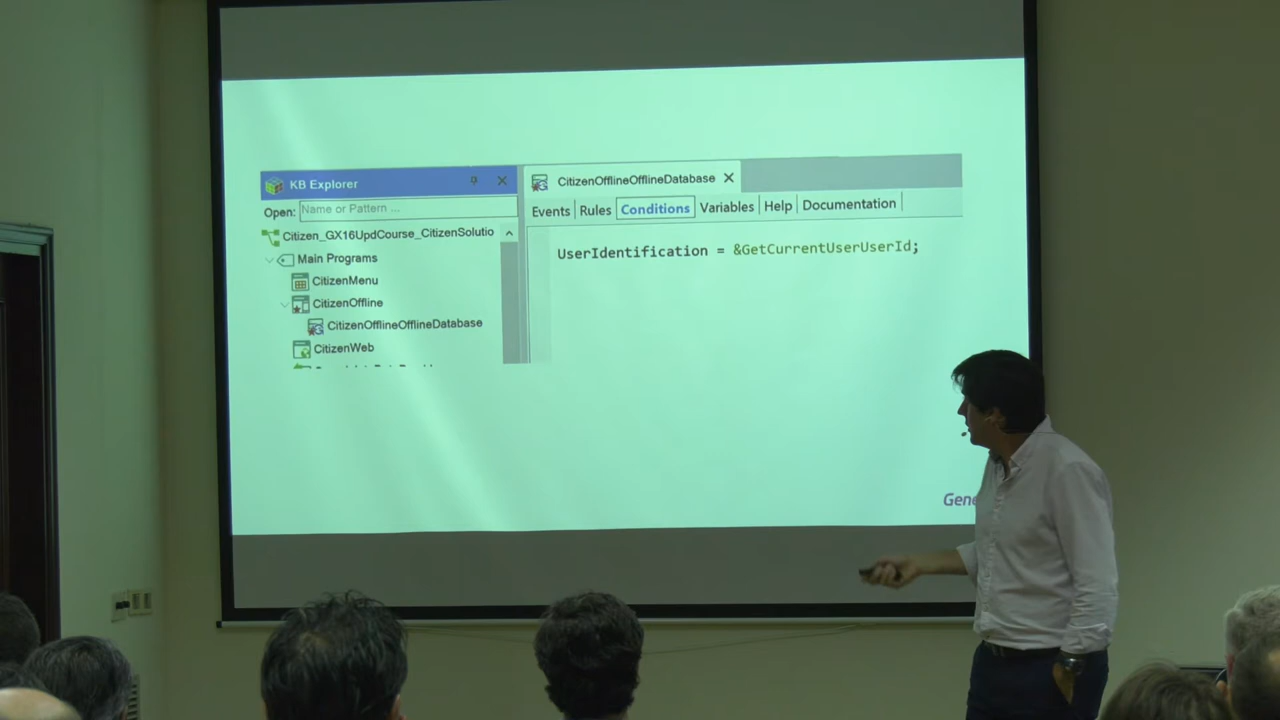 KB Explorer
Open: Name or Pattern ...
Citizen_GX16UpdCourse_CitizenSolutio
Main Programs
CitizenMenu
CitizenOffline
CitizenOfflineOfflineDatabase
CitizenWeb
CitizenOfflineOfflineDatabase
Events Rules Conditions Variables Help Documentation
UserIdentification = &GetCurrentUserUserId;
Gene